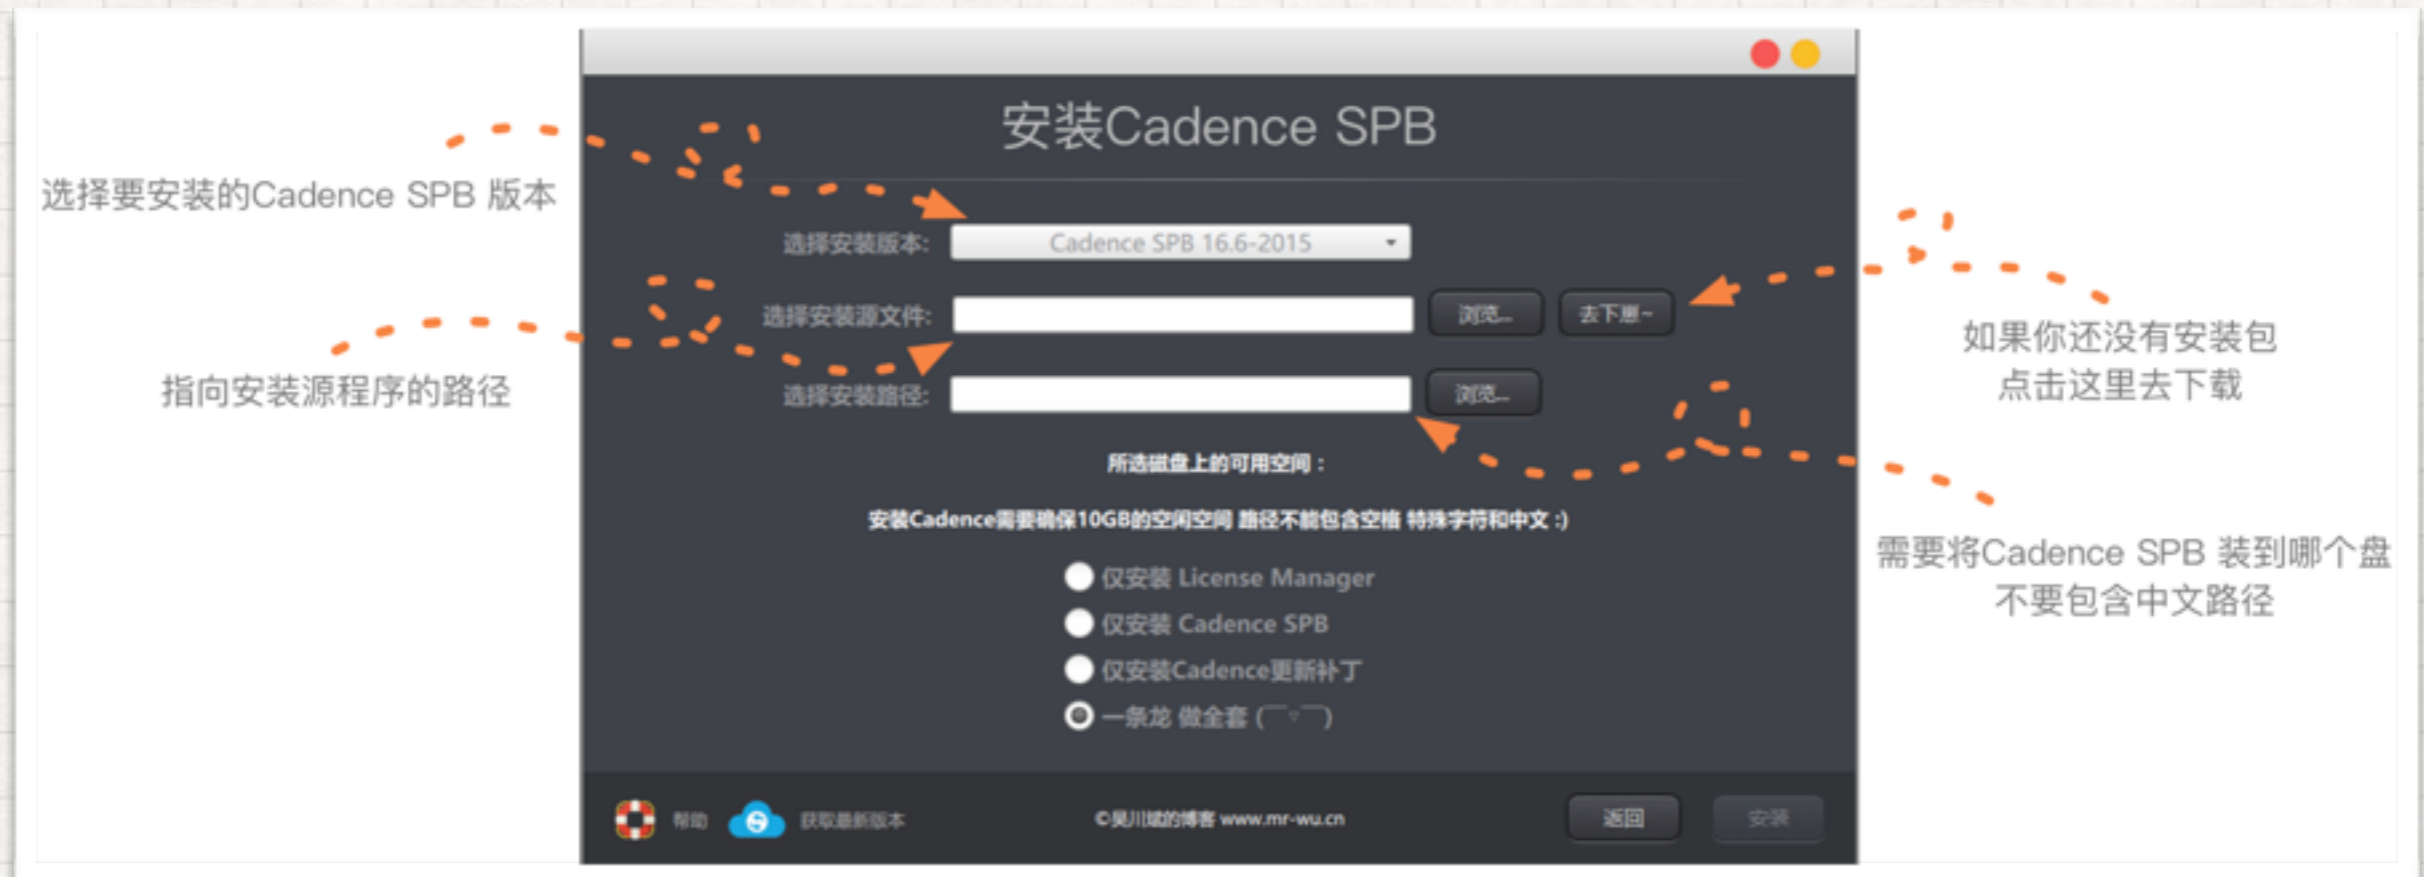 安装Cadence SPB
选择要安装的Cadence SPB 版本
选择安装版本: Cadence SPB 16.6-2015
选择安装源文件: 浏览... 去下崽~
如果你还没有安装包
点击这里去下载
指向安装源程序的路径
选择安装路径: 浏览...
所选磁盘上的可用空间：
安装Cadence需要确保10GB的空闲空间 路径不能包含空格 特殊字符和中文 :)
需要将Cadence SPB 装到哪个盘
不要包含中文路径
仅安装 License Manager
仅安装 Cadence SPB
仅安装Cadence更新补丁
一条龙 做全套 (￣▿￣)
帮助 获取最新版本 ©吴川斌的博客 www.mr-wu.cn 返回 安装